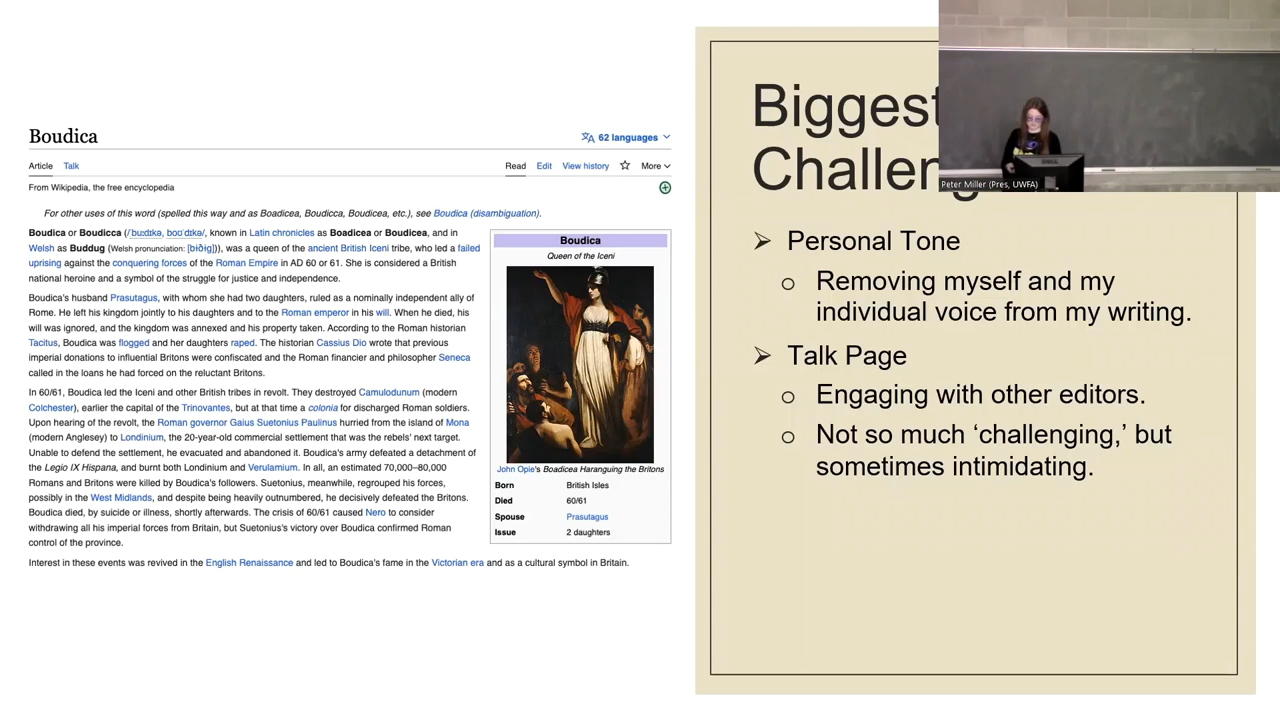 Boudica
62 languages
Article Talk
Read Edit View history More
From Wikipedia, the free encyclopedia
For other uses of this word (spelled this way and as Boadicea, Boudicca, Boudicea, etc.), see Boudica (disambiguation).
Boudica or Boudicca (/ˈbuːdɪkə, boʊˈdɪkə/, known in Latin chronicles as Boadicea or Boudicea, and in
Welsh as Buddug (Welsh pronunciation: [ˈbɨðɨɡ])), was a queen of the ancient British Iceni tribe, who led a failed
uprising against the conquering forces of the Roman Empire in AD 60 or 61. She is considered a British
national heroine and a symbol of the struggle for justice and independence.
Boudica's husband Prasutagus, with whom she had two daughters, ruled as a nominally independent ally of
Rome. He left his kingdom jointly to his daughters and to the Roman emperor in his will. When he died, his
will was ignored, and the kingdom was annexed and his property taken. According to the Roman historian
Tacitus, Boudica was flogged and her daughters raped. The historian Cassius Dio wrote that previous
imperial donations to influential Britons were confiscated and the Roman financier and philosopher Seneca
called in the loans he had forced on the reluctant Britons.
In 60/61, Boudica led the Iceni and other British tribes in revolt. They destroyed Camulodunum (modern
Colchester), earlier the capital of the Trinovantes, but at that time a colonia for discharged Roman soldiers.
Upon hearing of the revolt, the Roman governor Gaius Suetonius Paulinus hurried from the island of Mona
(modern Anglesey) to Londinium, the 20-year-old commercial settlement that was the rebels' next target.
Unable to defend the settlement, he evacuated and abandoned it. Boudica's army defeated a detachment of
the Legio IX Hispana, and burnt both Londinium and Verulamium. In all, an estimated 70,000–80,000
Romans and Britons were killed by Boudica's followers. Suetonius, meanwhile, regrouped his forces,
possibly in the West Midlands, and despite being heavily outnumbered, he decisively defeated the Britons.
Boudica died, by suicide or illness, shortly afterwards. The crisis of 60/61 caused Nero to consider
withdrawing all his imperial forces from Britain, but Suetonius's victory over Boudica confirmed Roman
control of the province.
Interest in these events was revived in the English Renaissance and led to Boudica's fame in the Victorian era and as a cultural symbol in Britain.
Boudica
Queen of the Iceni
John Opie's Boadicea Haranguing the Britons
Born British Isles
Died 60/61
Spouse Prasutagus
Issue 2 daughters
Biggest
Challeng
Personal Tone
Removing myself and my
individual voice from my writing.
Talk Page
Engaging with other editors.
Not so much ‘challenging,’ but
sometimes intimidating.
DELL
Peter Miller (Pres, UWFA)